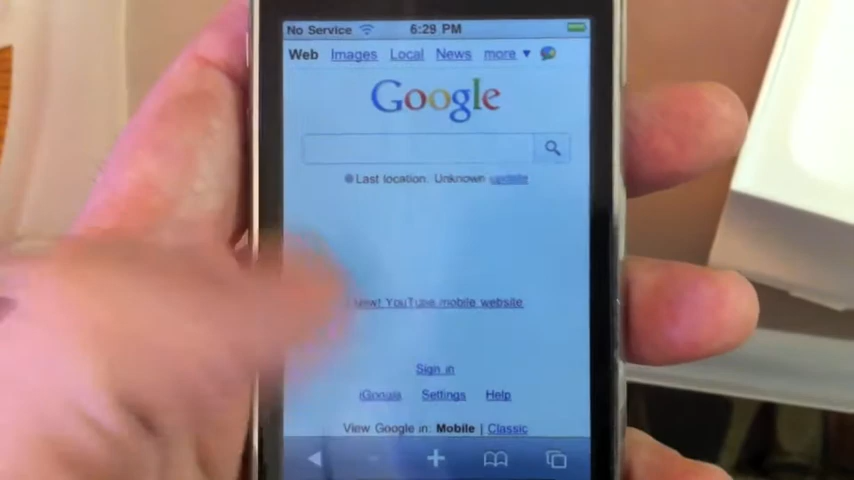 No Service 6:29 PM
Web Images Local News more ▼
Google
Last location: Unknown update
new! YouTube mobile website
Sign in
iGoogle Settings Help
View Google in: Mobile | Classic